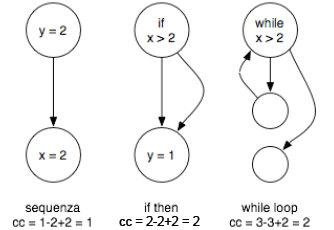 y = 2
x = 2
sequenza
cc = 1-2+2 = 1
if
x > 2
y = 1
if then
cc = 2-2+2 = 2
while
x > 2
while loop
cc = 3-3+2 = 2